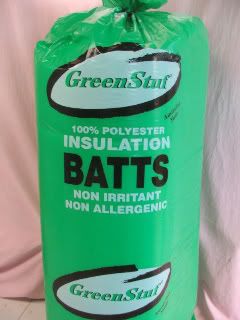 GreenStuf
100% POLYESTER
INSULATION
BATTS
NON IRRITANT
NON ALLERGENIC
GreenStuf